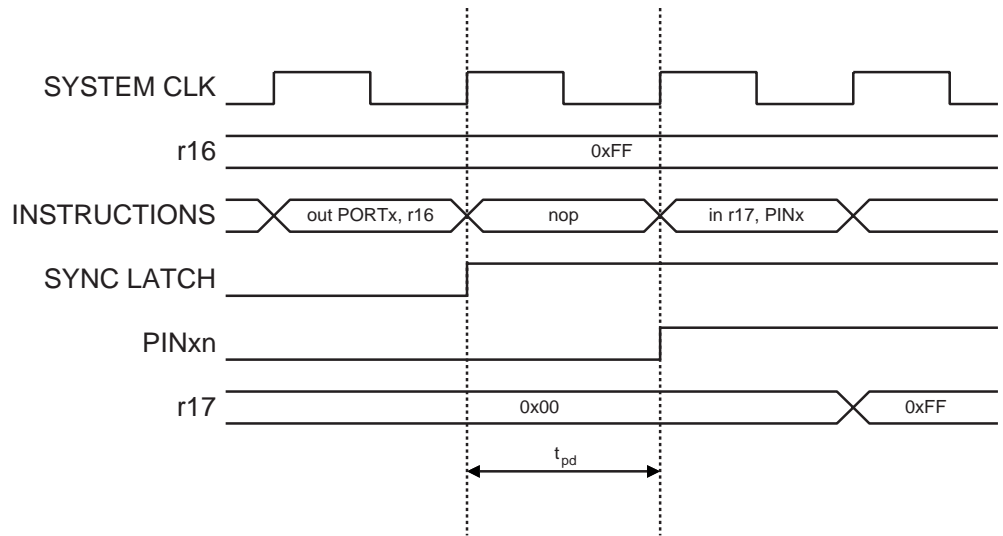 SYSTEM CLK
r16
0xFF
INSTRUCTIONS
out PORTx, r16
nop
in r17, PINx
SYNC LATCH
PINxn
r17
0x00
0xFF
tpd